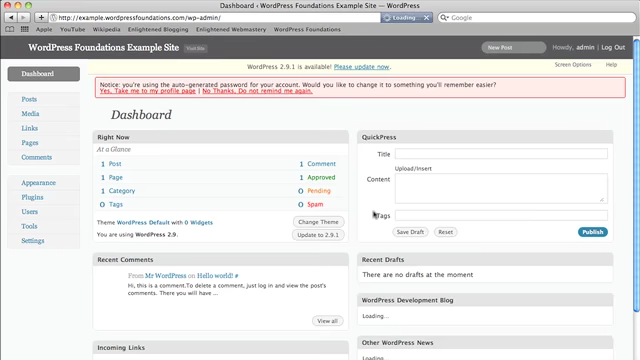 Dashboard ‹ WordPress Foundations Example Site — WordPress
http://example.wordpressfoundations.com/wp-admin/
Loading...
Apple YouTube Wikipedia Enlightened Blogging Enlightened Webmastery WordPress Foundations
WordPress Foundations Example Site Visit Site
New Post
Howdy, admin | Log Out
WordPress 2.9.1 is available! Please update now.
Screen Options Help
Notice: you're using the auto-generated password for your account. Would you like to change it to something you'll remember easier?
Yes, Take me to my profile page | No Thanks, Do not remind me again.
Dashboard
Posts
Media
Links
Pages
Comments
Appearance
Plugins
Users
Tools
Settings
Dashboard
Right Now
At a Glance
1 Post 1 Comment
1 Page 1 Approved
1 Category 0 Pending
0 Tags 0 Spam
Theme WordPress Default with 0 Widgets
Change Theme
You are using WordPress 2.9.
Update to 2.9.1
Recent Comments
From Mr WordPress on Hello world! #
Hi, this is a comment.To delete a comment, just log in and view the post's
comments. There you will have ...
View all
Incoming Links
QuickPress
Title
Upload/Insert
Content
Tags
Save Draft Reset Publish
Recent Drafts
There are no drafts at the moment
WordPress Development Blog
Loading...
Other WordPress News
Loading...